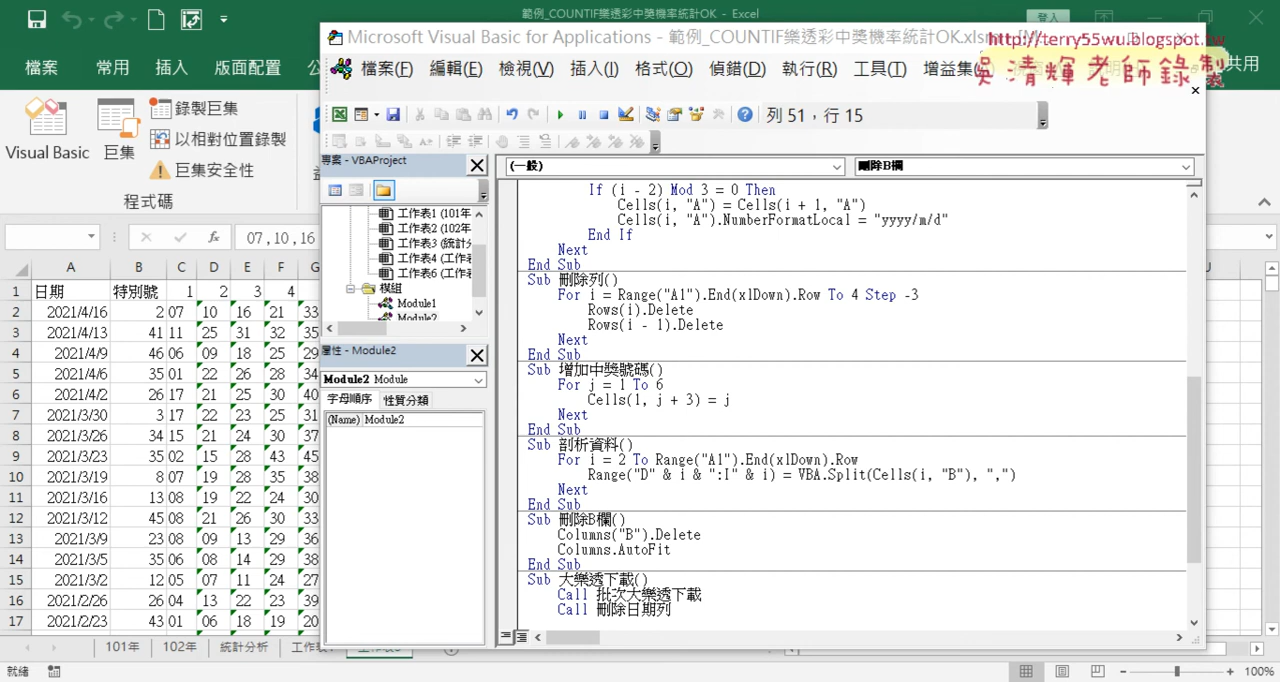 範例_COUNTIF樂透彩中獎機率統計OK - Excel
登入
檔案 常用 插入 版面配置 公
共用
Visual Basic
巨集
錄製巨集
以相對位置錄製
巨集安全性
程式碼
07,10,16
A B C D E F G
1 日期 特別號 1 2 3 4
2 2021/4/16 2 07 10 16 21 33
3 2021/4/13 41 11 25 31 32 35
4 2021/4/9 46 06 09 18 25 29
5 2021/4/6 35 01 22 26 28 34
6 2021/4/2 26 17 21 25 30 40
7 2021/3/30 3 17 22 23 25 31
8 2021/3/26 34 15 21 24 30 37
9 2021/3/23 35 02 15 28 43 45
10 2021/3/19 8 07 19 28 35 38
11 2021/3/16 13 08 19 22 24 30
12 2021/3/12 45 08 21 26 30 33
13 2021/3/9 23 08 09 13 29 36
14 2021/3/5 35 06 08 14 29 38
15 2021/3/2 12 05 07 11 24 27
16 2021/2/26 26 04 13 22 23 39
17 2021/2/23 43 01 06 18 19 20
101年 102年 統計分析
就緒
100%
Microsoft Visual Basic for Applications - 範例_COUNTIF樂透彩中獎機率統計OK.xlsm
http://terry55wu.blogspot.tw
吳清輝老師錄製
檔案(F) 編輯(E) 檢視(V) 插入(I) 格式(O) 偵錯(D) 執行(R) 工具(T) 增益集
列 51，行 15
專案 - VBAProject
工作表1 (101年
工作表2 (102年
工作表3 (統計分
工作表4 (工作表
工作表6 (工作表
模組
Module1
Module2
屬性 - Module2
Module2 Module
字母順序 性質分類
(Name) Module2
(一般)
刪除B欄
If (i - 2) Mod 3 = 0 Then
Cells(i, "A") = Cells(i + 1, "A")
Cells(i, "A").NumberFormatLocal = "yyyy/m/d"
End If
Next
End Sub
Sub 刪除列()
For i = Range("A1").End(xlDown).Row To 4 Step -3
Rows(i).Delete
Rows(i - 1).Delete
Next
End Sub
Sub 增加中獎號碼()
For j = 1 To 6
Cells(1, j + 3) = j
Next
End Sub
Sub 剖析資料()
For i = 2 To Range("A1").End(xlDown).Row
Range("D" & i & ":I" & i) = VBA.Split(Cells(i, "B"), ",")
Next
End Sub
Sub 刪除B欄()
Columns("B").Delete
Columns.AutoFit
End Sub
Sub 大樂透下載()
Call 批次大樂透下載
Call 刪除日期列